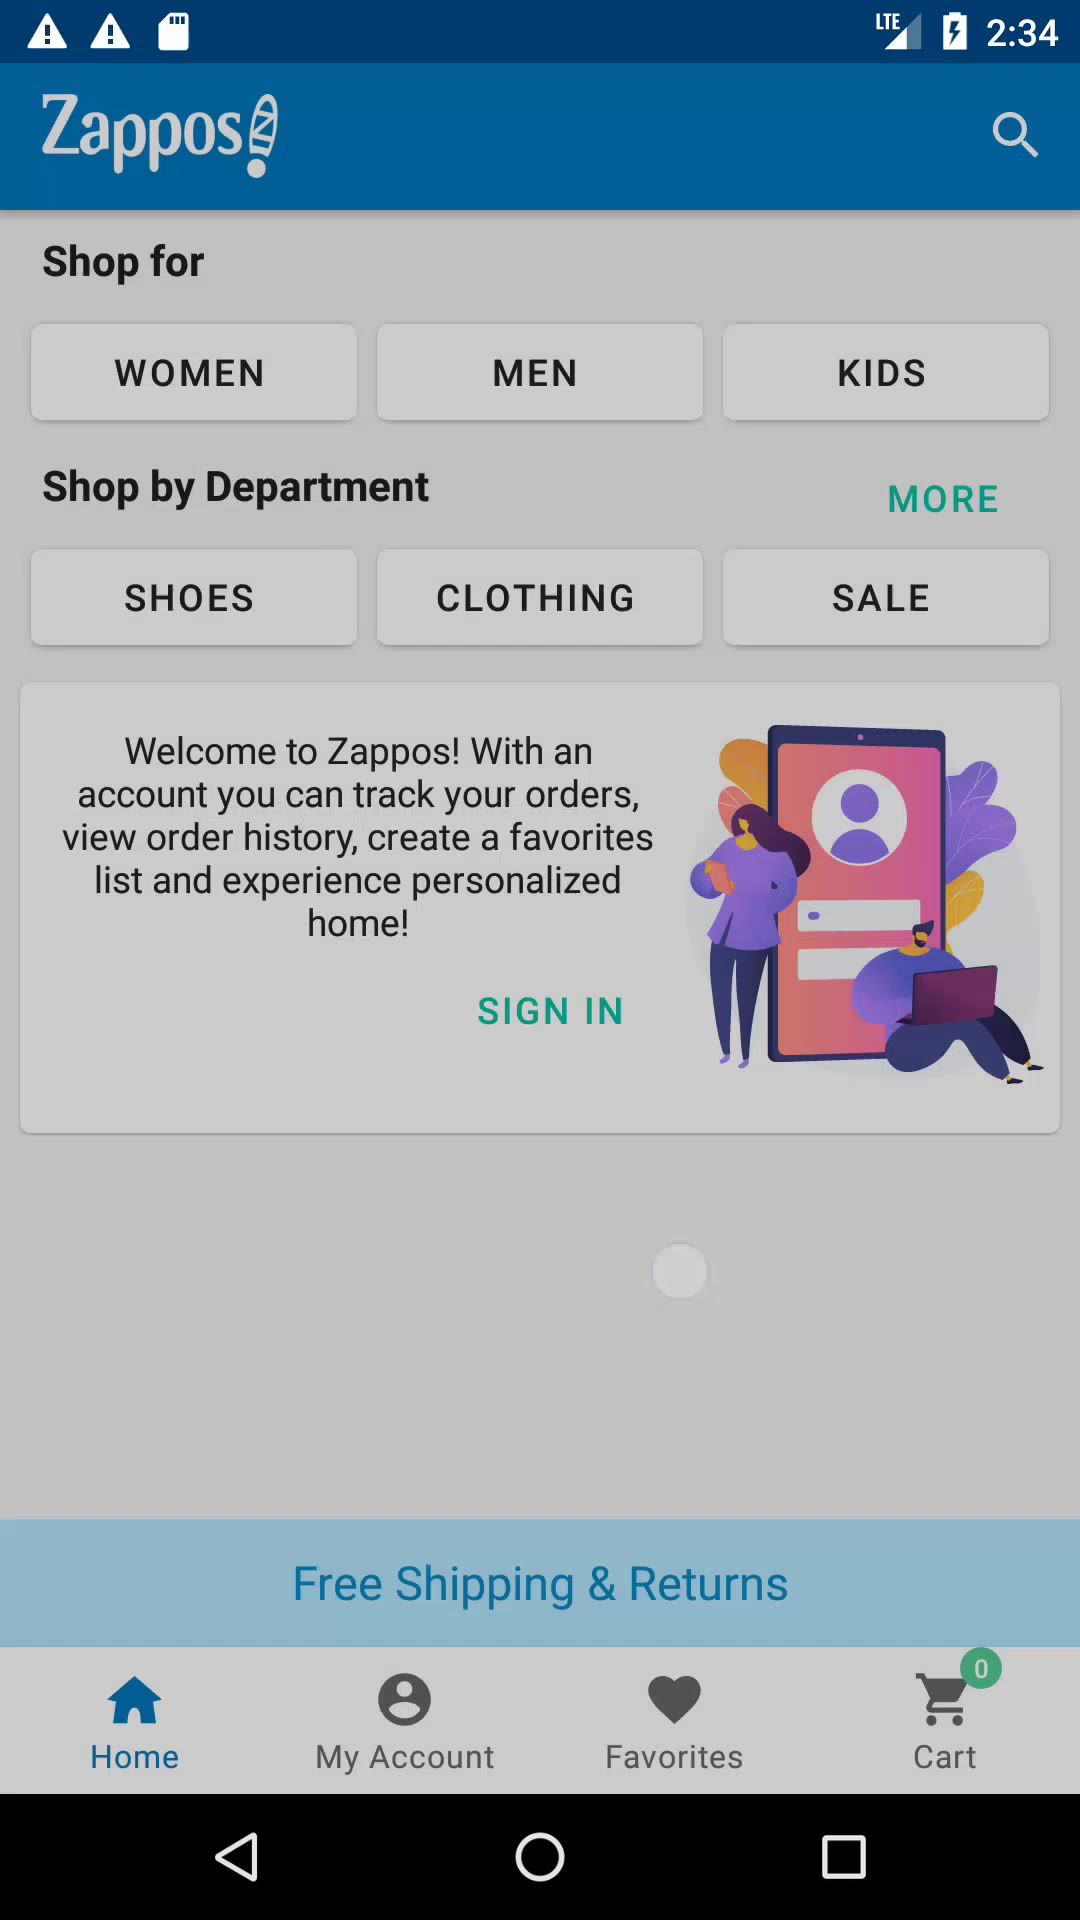 LTE 2:34
Zappos
Shop for
WOMEN MEN KIDS
Shop by Department MORE
SHOES CLOTHING SALE
Welcome to Zappos! With an
account you can track your orders,
view order history, create a favorites
list and experience personalized
home!
SIGN IN
Free Shipping & Returns
0
Home My Account Favorites Cart